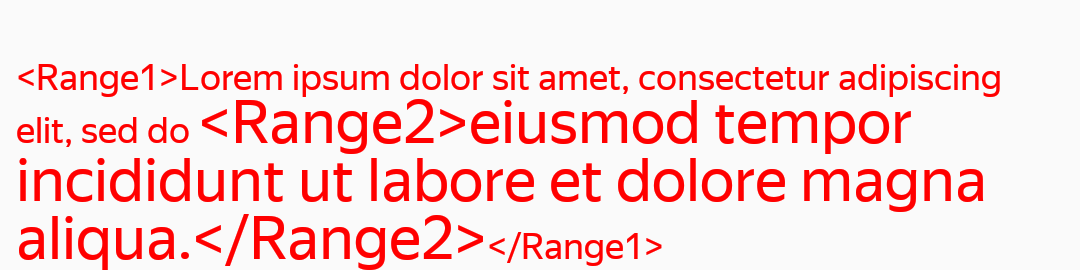 <Range1>Lorem ipsum dolor sit amet, consectetur adipiscing
elit, sed do <Range2>eiusmod tempor
incididunt ut labore et dolore magna
aliqua.</Range2></Range1>